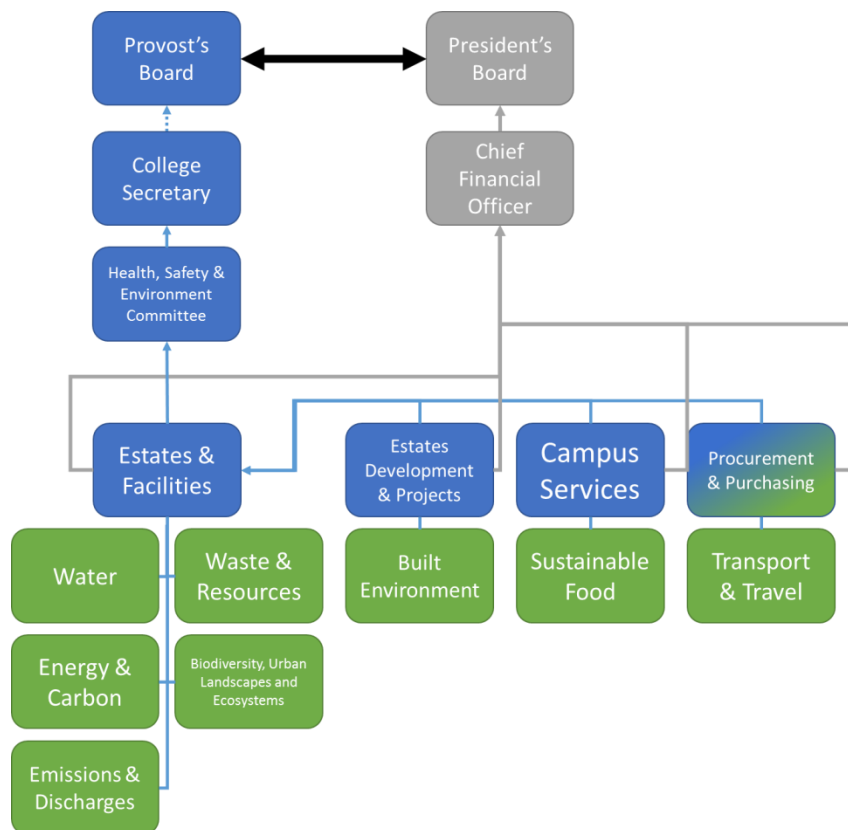 Provost's
Board
President's
Board
College
Secretary
Chief
Financial
Officer
Health, Safety &
Environment
Committee
Estates &
Facilities
Estates
Development
& Projects
Campus
Services
Procurement
& Purchasing
Water
Waste &
Resources
Built
Environment
Sustainable
Food
Transport
& Travel
Energy &
Carbon
Biodiversity, Urban
Landscapes and
Ecosystems
Emissions &
Discharges